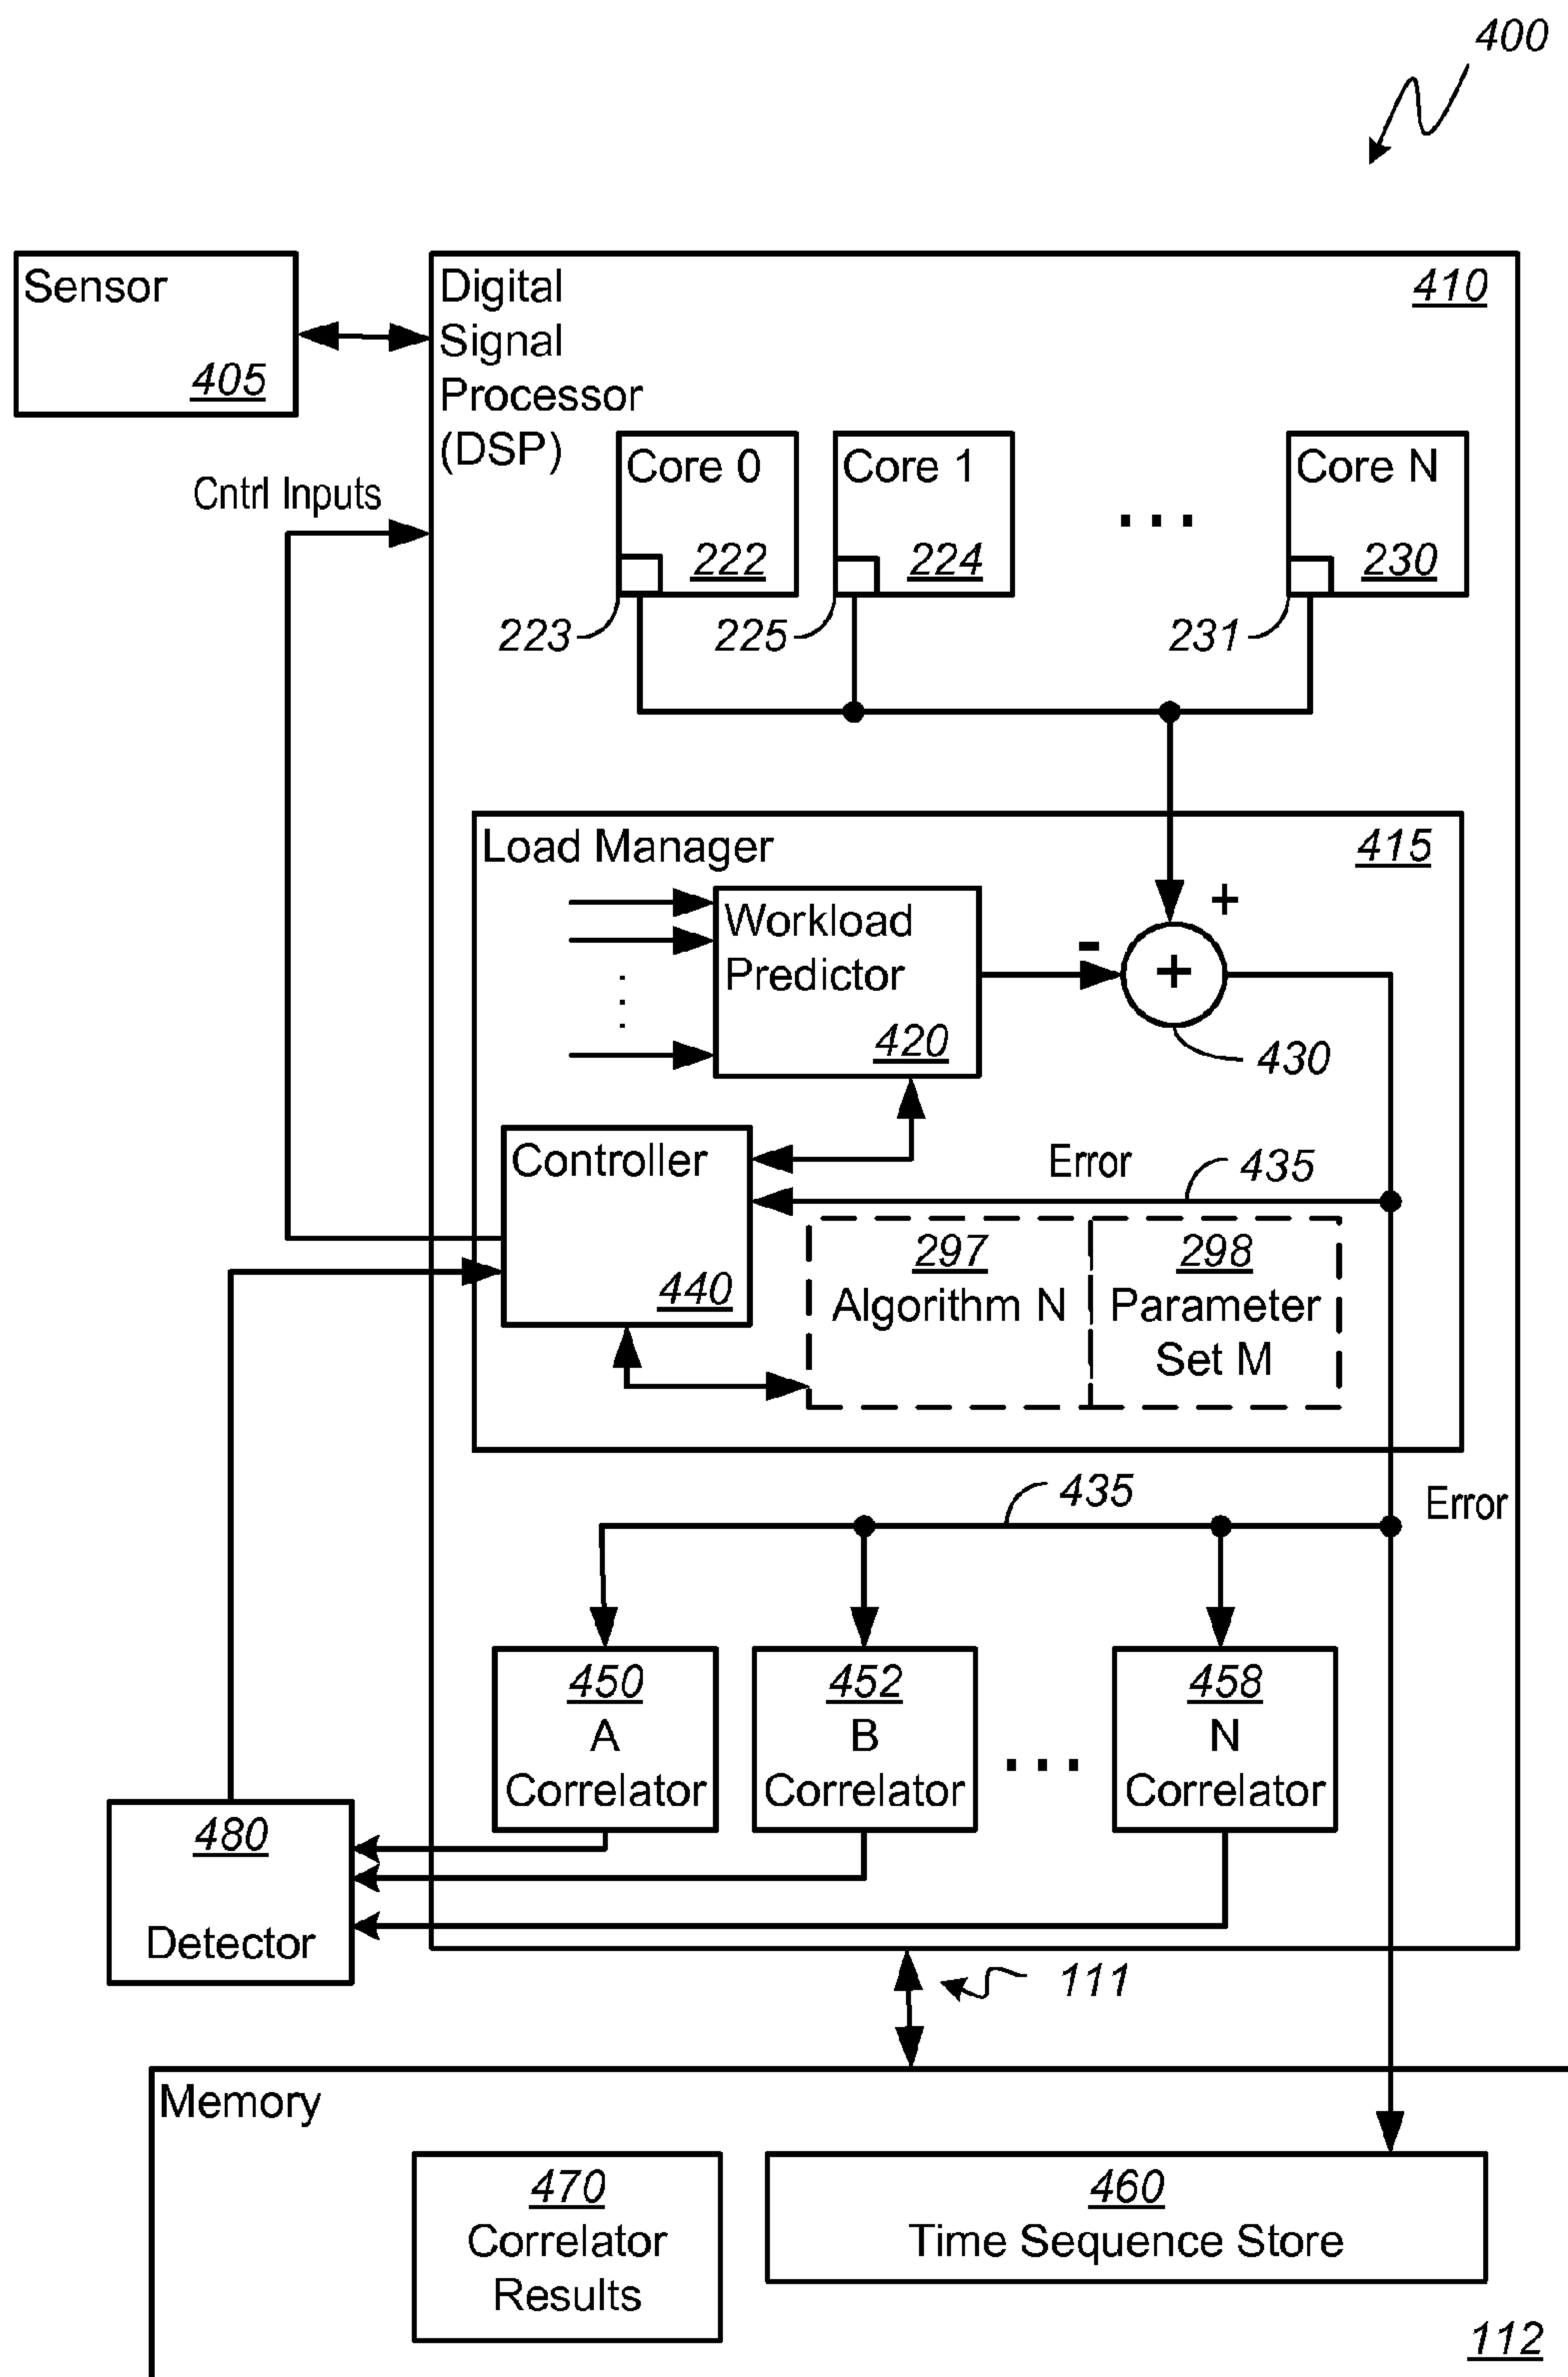 400
Sensor
405
Digital
Signal
Processor
(DSP)
410
Cntrl Inputs
Core 0
222
223
Core 1
224
225
...
Core N
230
231
Load Manager
415
Workload
Predictor
420
+
-
+
430
Controller
440
Error
435
297
Algorithm N
298
Parameter
Set M
435
Error
450
A
Correlator
452
B
Correlator
...
458
N
Correlator
480
Detector
111
Memory
470
Correlator
Results
460
Time Sequence Store
112